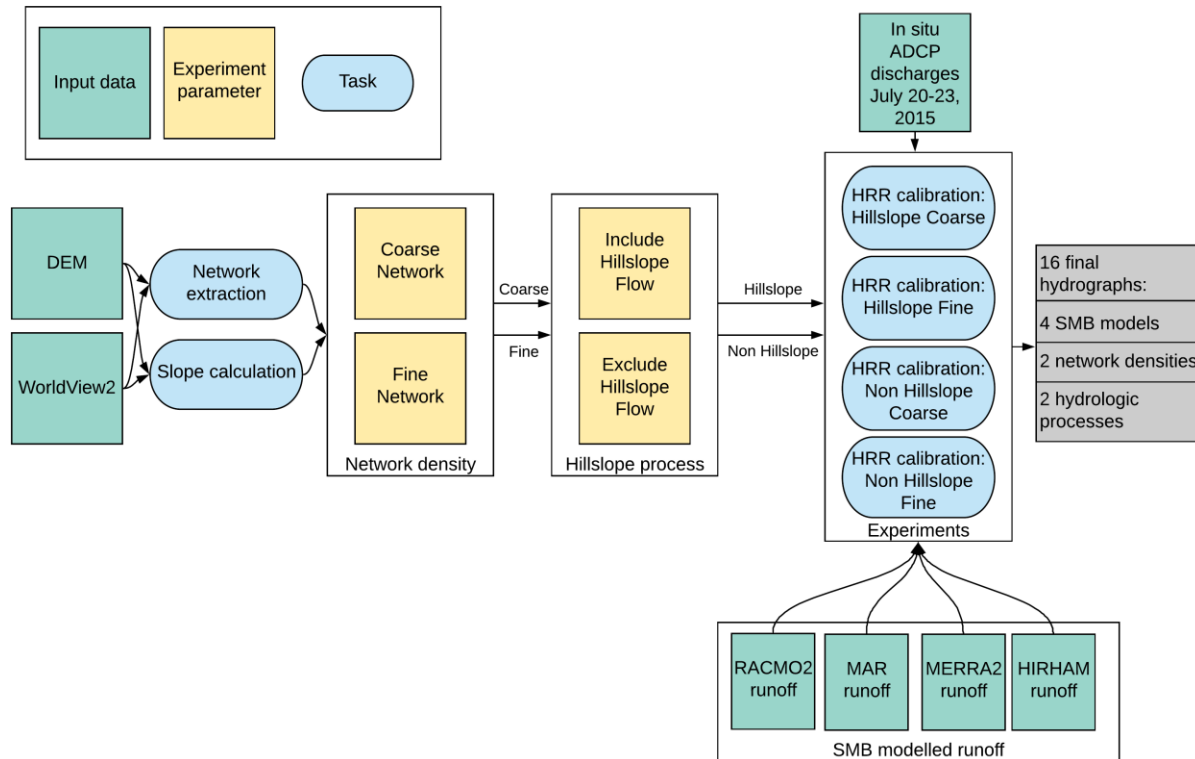 Input data
Experiment
parameter
Task
In situ
ADCP
discharges
July 20-23,
2015
DEM
WorldView2
Network
extraction
Slope calculation
Coarse
Network
Fine
Network
Network density
Coarse
Fine
Include
Hillslope
Flow
Exclude
Hillslope
Flow
Hillslope process
Hillslope
Non Hillslope
HRR calibration:
Hillslope Coarse
HRR calibration:
Hillslope Fine
HRR calibration:
Non Hillslope
Coarse
HRR calibration:
Non Hillslope
Fine
Experiments
16 final
hydrographs:
4 SMB models
2 network densities
2 hydrologic
processes
RACMO2
runoff
MAR
runoff
MERRA2
runoff
HIRHAM
runoff
SMB modelled runoff